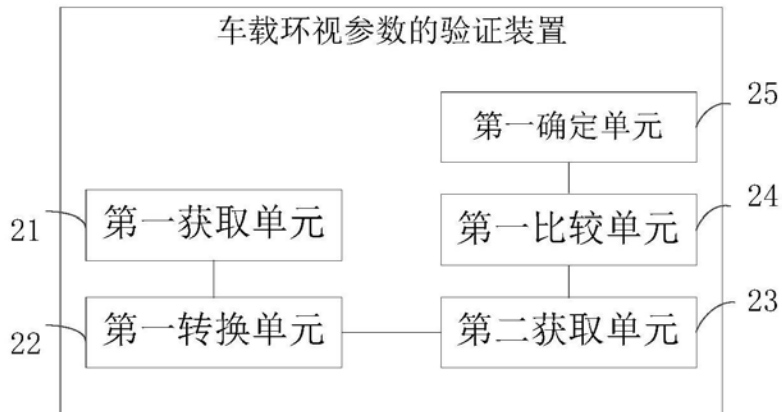 车载环视参数的验证装置
第一确定单元
25
21
第一获取单元
第一比较单元
24
22
第一转换单元
第二获取单元
23